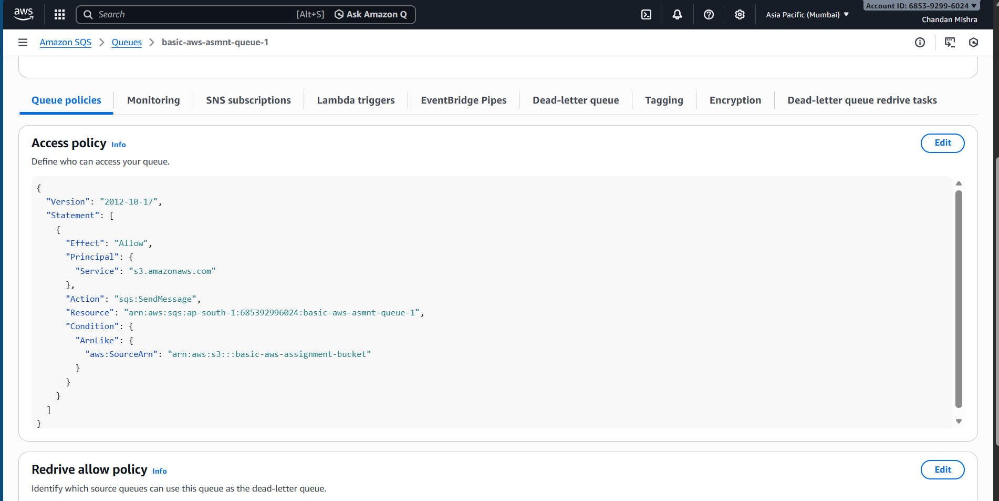 aws
Search [Alt+S] Ask Amazon Q
Asia Pacific (Mumbai) ▼
Account ID: 6853-9299-6024 ▼
Chandan Mishra
Amazon SQS > Queues > basic-aws-asmnt-queue-1
Queue policies Monitoring SNS subscriptions Lambda triggers EventBridge Pipes Dead-letter queue Tagging Encryption Dead-letter queue redrive tasks
Access policy Info
Edit
Define who can access your queue.
{
"Version": "2012-10-17",
"Statement": [
{
"Effect": "Allow",
"Principal": {
"Service": "s3.amazonaws.com"
},
"Action": "sqs:SendMessage",
"Resource": "arn:aws:sqs:ap-south-1:685392996024:basic-aws-asmnt-queue-1",
"Condition": {
"ArnLike": {
"aws:SourceArn": "arn:aws:s3:::basic-aws-assignment-bucket"
}
}
}
]
}
Redrive allow policy Info
Edit
Identify which source queues can use this queue as the dead-letter queue.